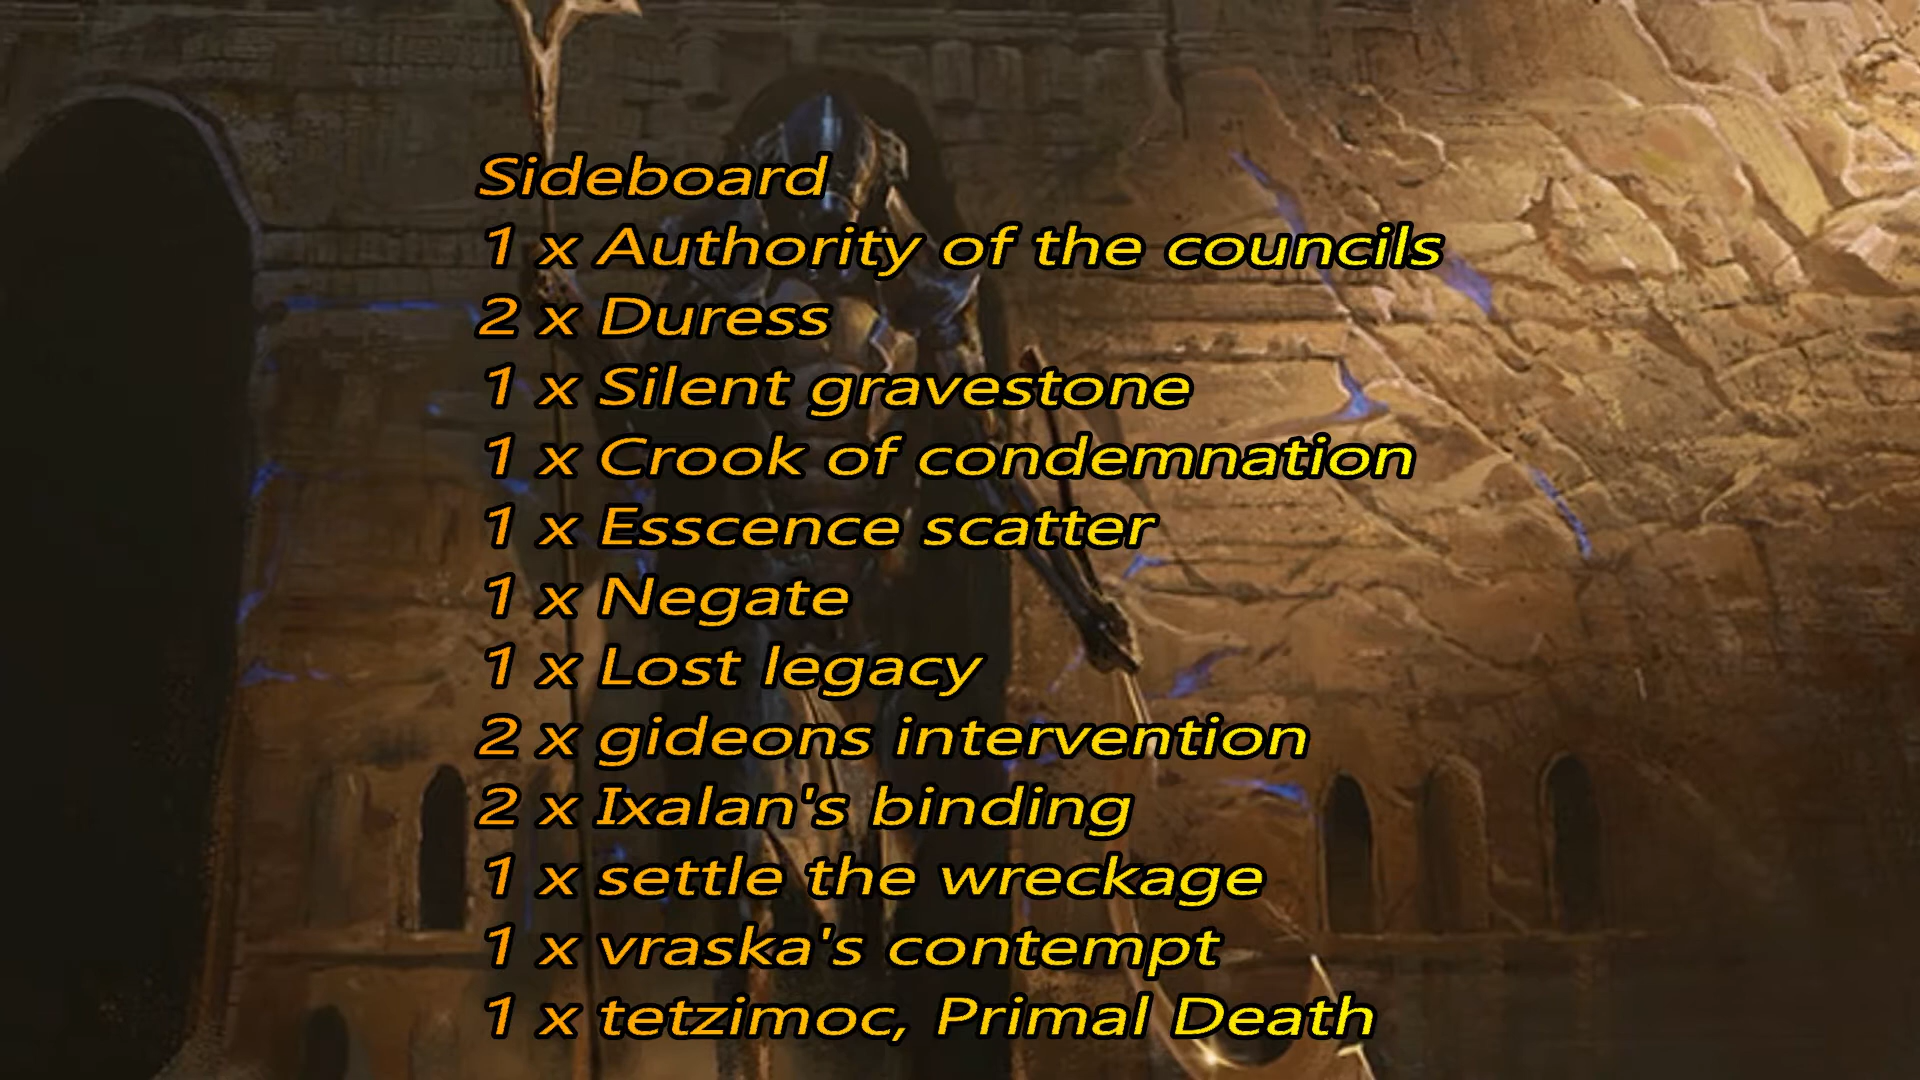 Sideboard
1 x Authority of the councils
2 x Duress
1 x Silent gravestone
1 x Crook of condemnation
1 x Esscence scatter
1 x Negate
1 x Lost legacy
2 x gideons intervention
2 x Ixalan's binding
1 x settle the wreckage
1 x vraska's contempt
1 x tetzimoc, Primal Death